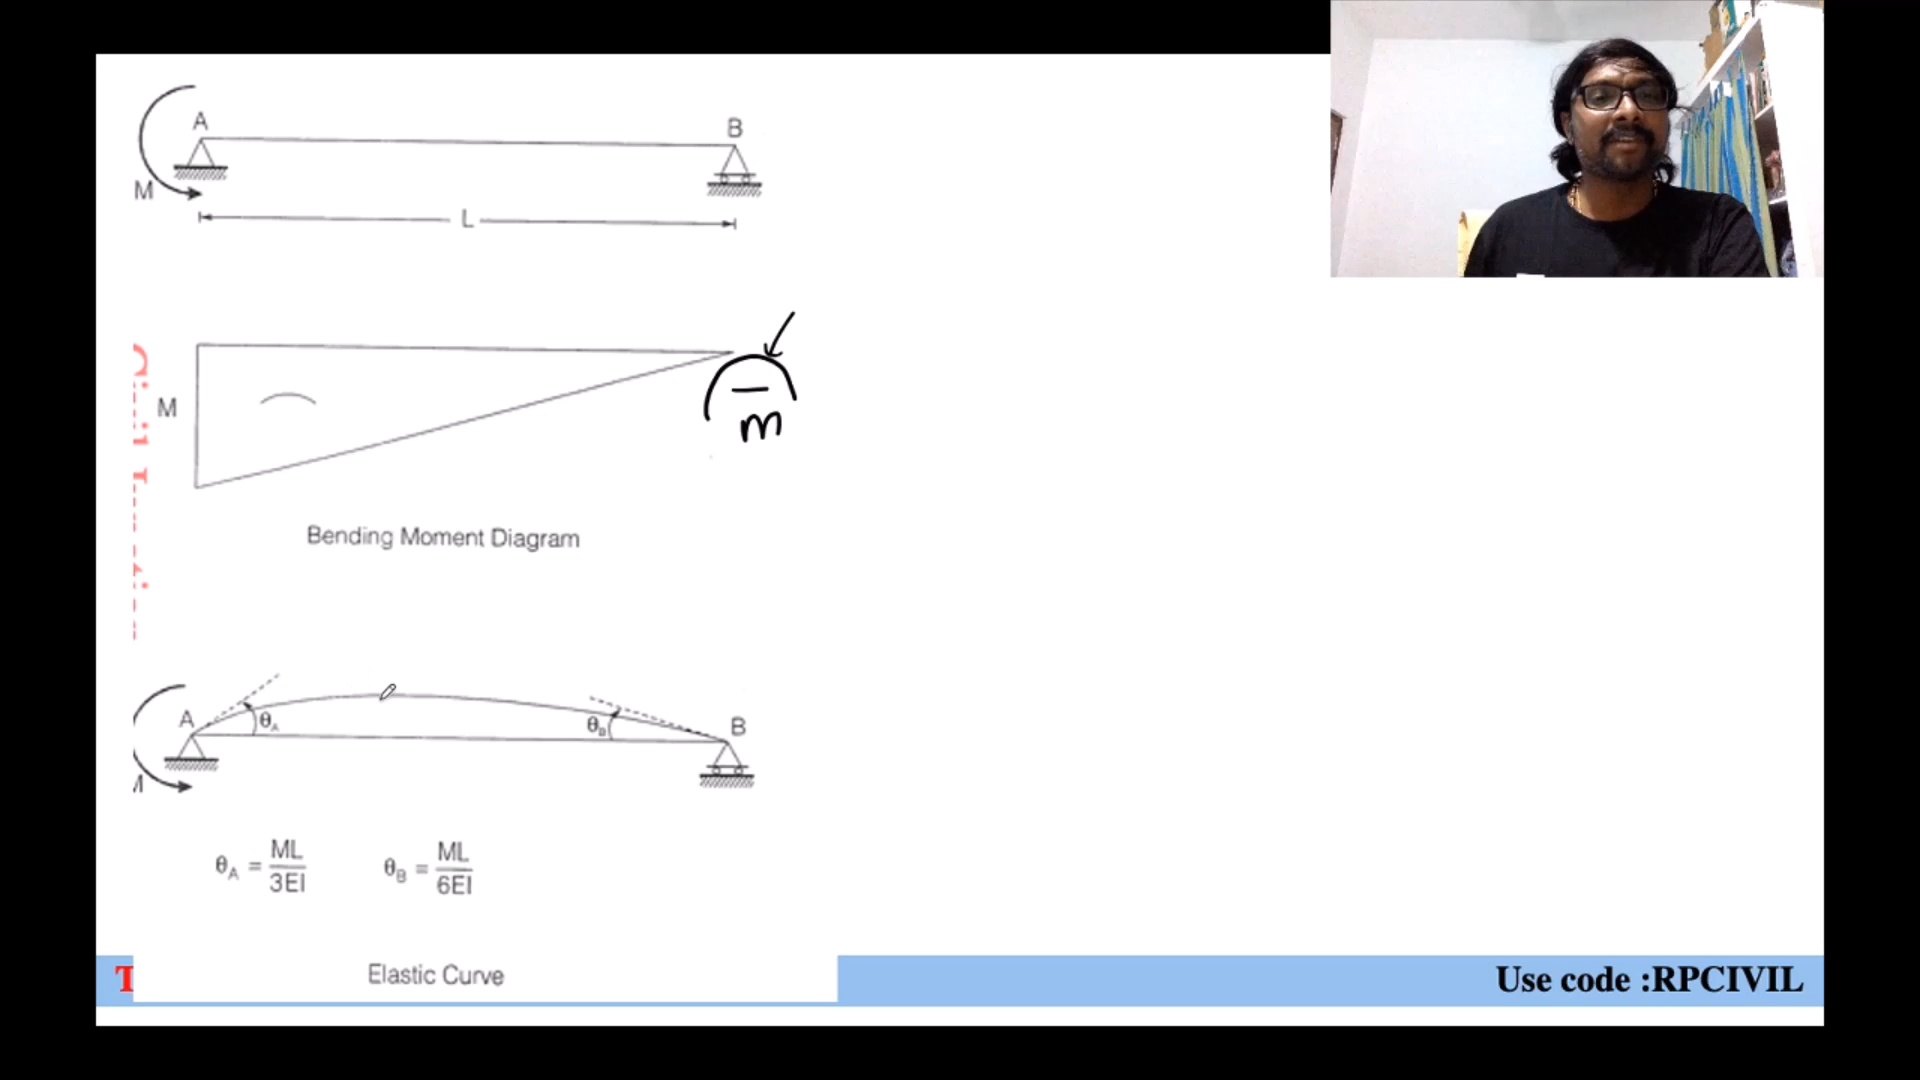 A
B
M
L
M
—
m
Bending Moment Diagram
A
θA
θB
B
M
θA = ML/3EI θB = ML/6EI
Elastic Curve
T
Use code :RPCIVIL